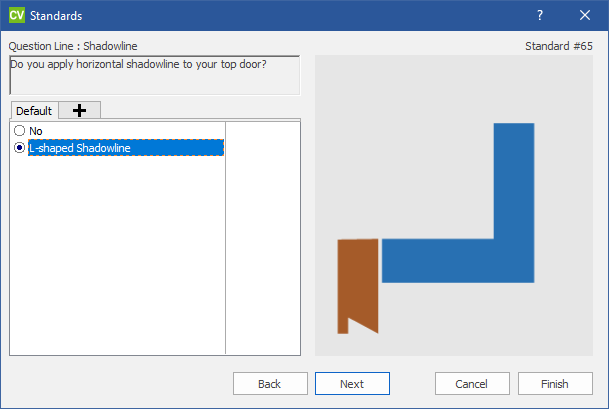 CV Standards
Question Line : Shadowline
Standard #65
Do you apply horizontal shadowline to your top door?
Default
No
L-shaped Shadowline
Back
Next
Cancel
Finish